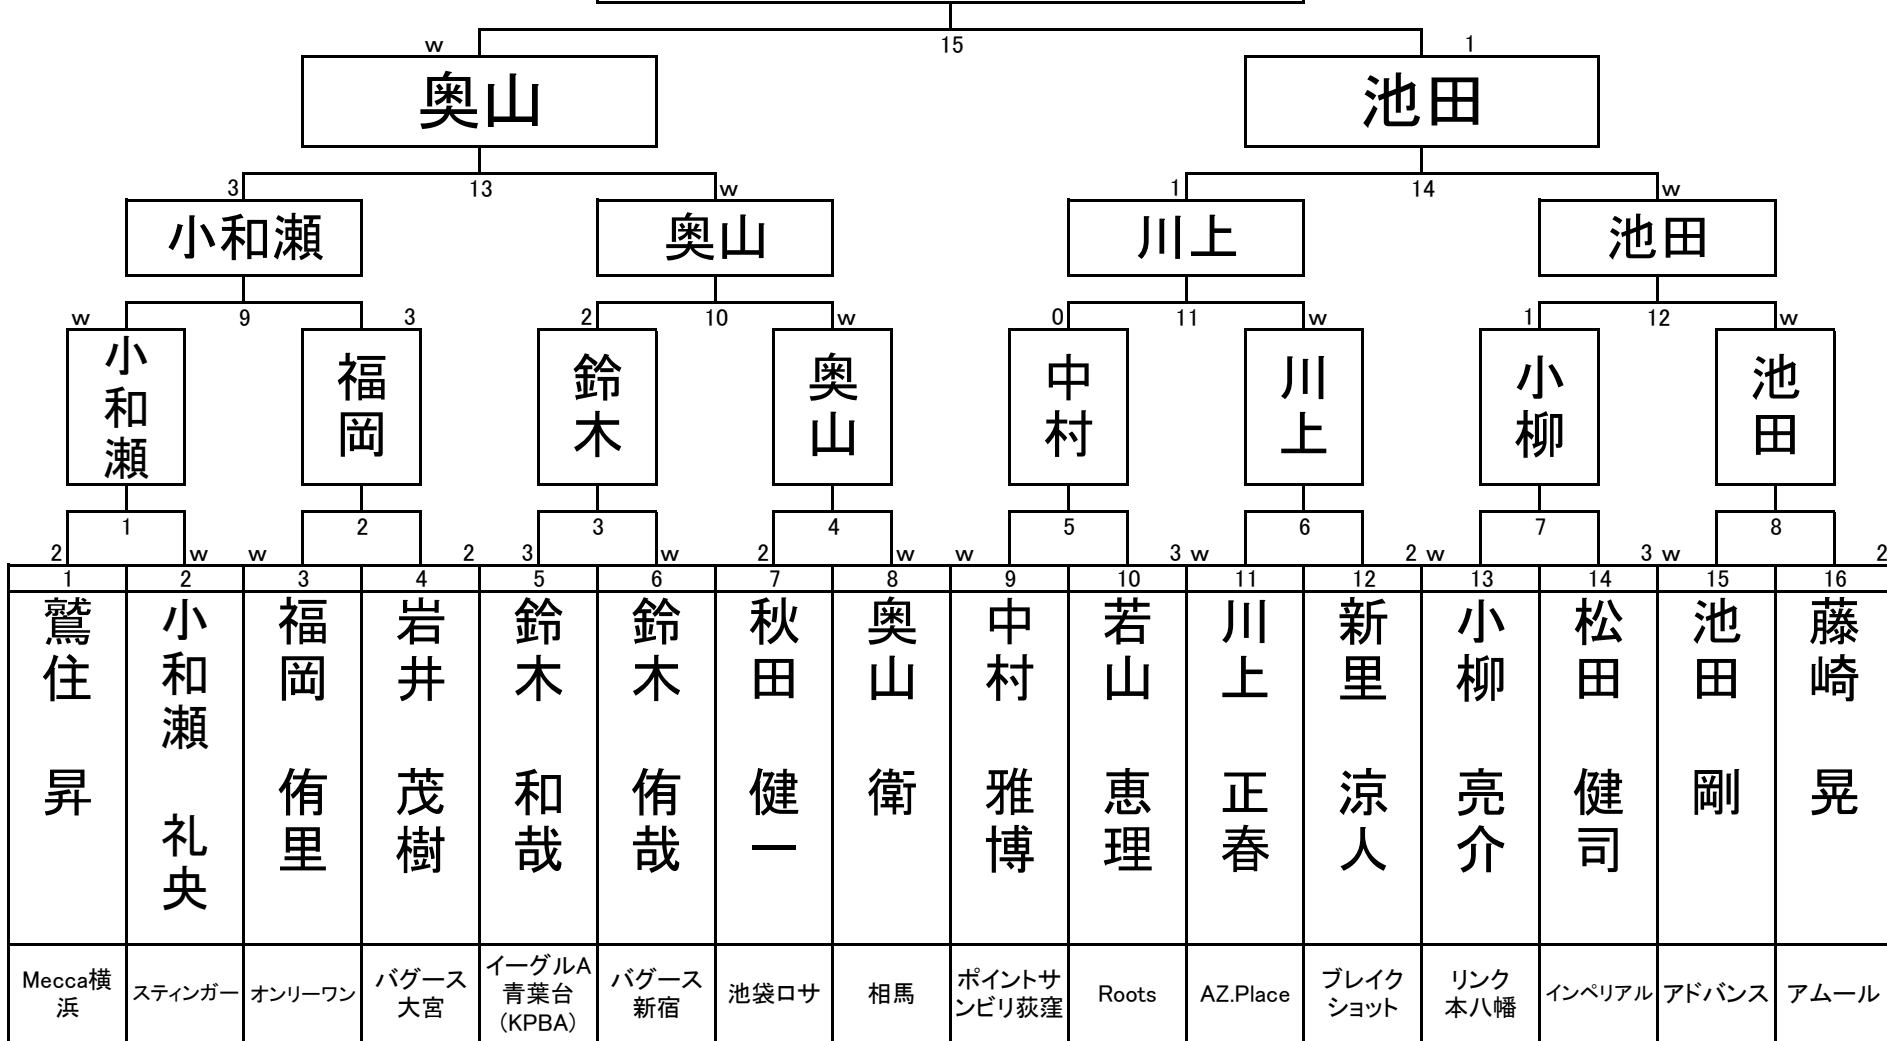 w 15 1
奥山 池田
3 13 w 1 14 w
小和瀬 奥山 川上 池田
w 9 3 2 10 w 0 11 w 1 12 w
小和瀬 福岡 鈴木 奥山 中村 川上 小柳 池田
1 2 3 4 5 6 7 8
2 w w 2 3 w 2 w w 3 w 2 w 3 w 2
1 2 3 4 5 6 7 8 9 10 11 12 13 14 15 16
鷲住 昇
小和瀬 礼央
福岡 侑里
岩井 茂樹
鈴木 和哉
鈴木 侑哉
秋田 健一
奥山 衛
中村 雅博
若山 恵理
川上 正春
新里 涼人
小柳 亮介
松田 健司
池田 剛
藤崎 晃
Mecca横
浜
スティンガー
オンリーワン
バグース
大宮
イーグルA
青葉台
(KPBA)
バグース
新宿
池袋ロサ
相馬
ポイントサ
ンビリ荻窪
Roots
AZ.Place
ブレイク
ショット
リンク
本八幡
インペリアル
アドバンス
アムール